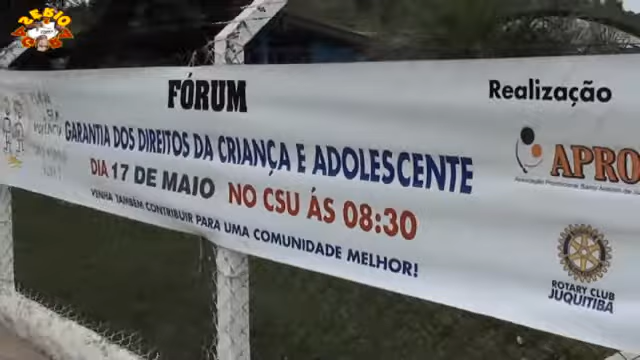 FÓRUM
GARANTIA DOS DIREITOS DA CRIANÇA E ADOLESCENTE
DIA 17 DE MAIO NO CSU ÁS 08:30
VENHA TAMBÉM CONTRIBUIR PARA UMA COMUNIDADE MELHOR!
Realização
APRO
ROTARY CLUB
JUQUITIBA